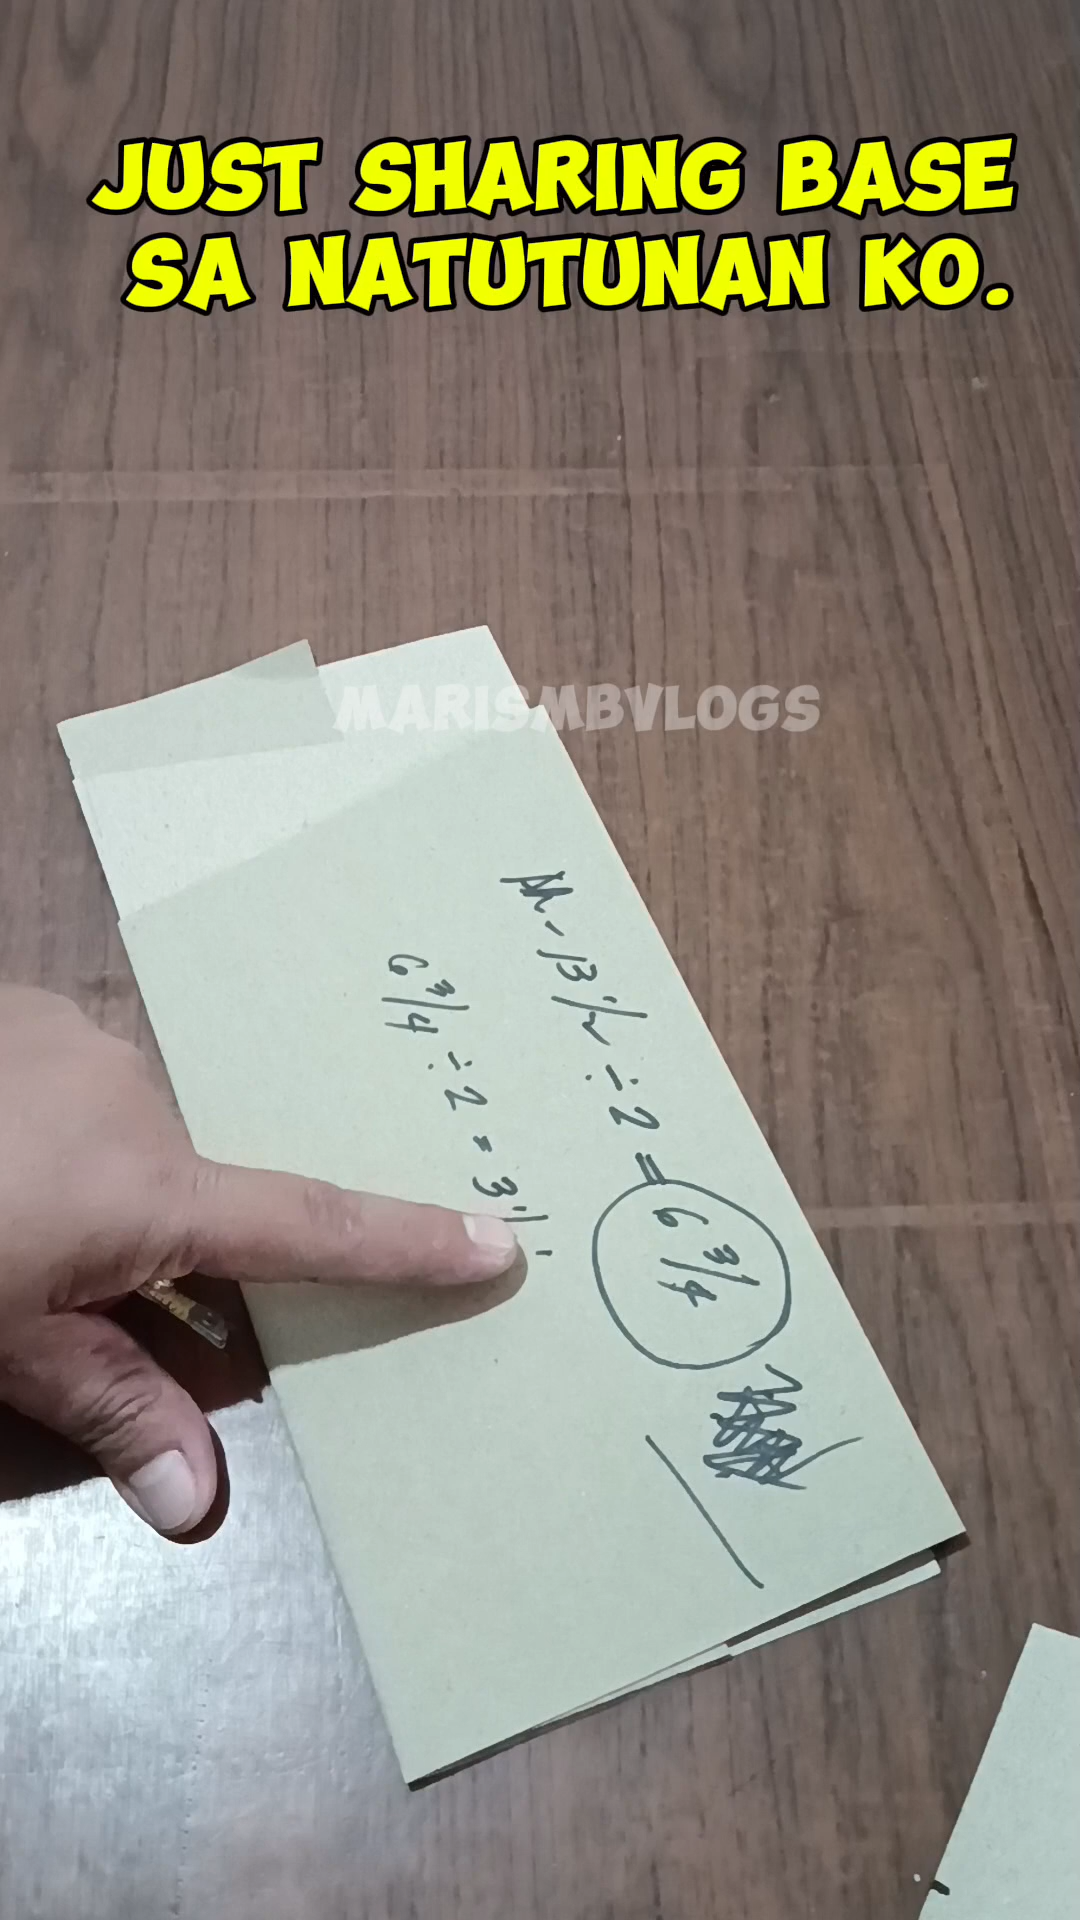 JUST SHARING BASE
SA NATUTUNAN KO.
MARISMBVLOGS
AH - 13 1/2 ÷ 2 = 6 3/4
6 3/4 ÷ 2 = 3